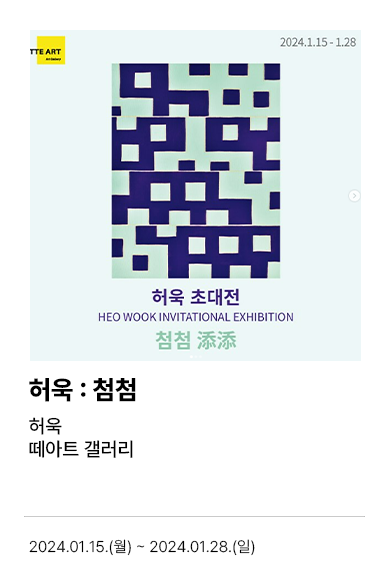 TTE ART
2024.1.15 - 1.28
허욱 초대전
HEO WOOK INVITATIONAL EXHIBITION
첨첨 添添
허욱 : 첨첨
허욱
떼아트 갤러리
2024.01.15.(월) ~ 2024.01.28.(일)